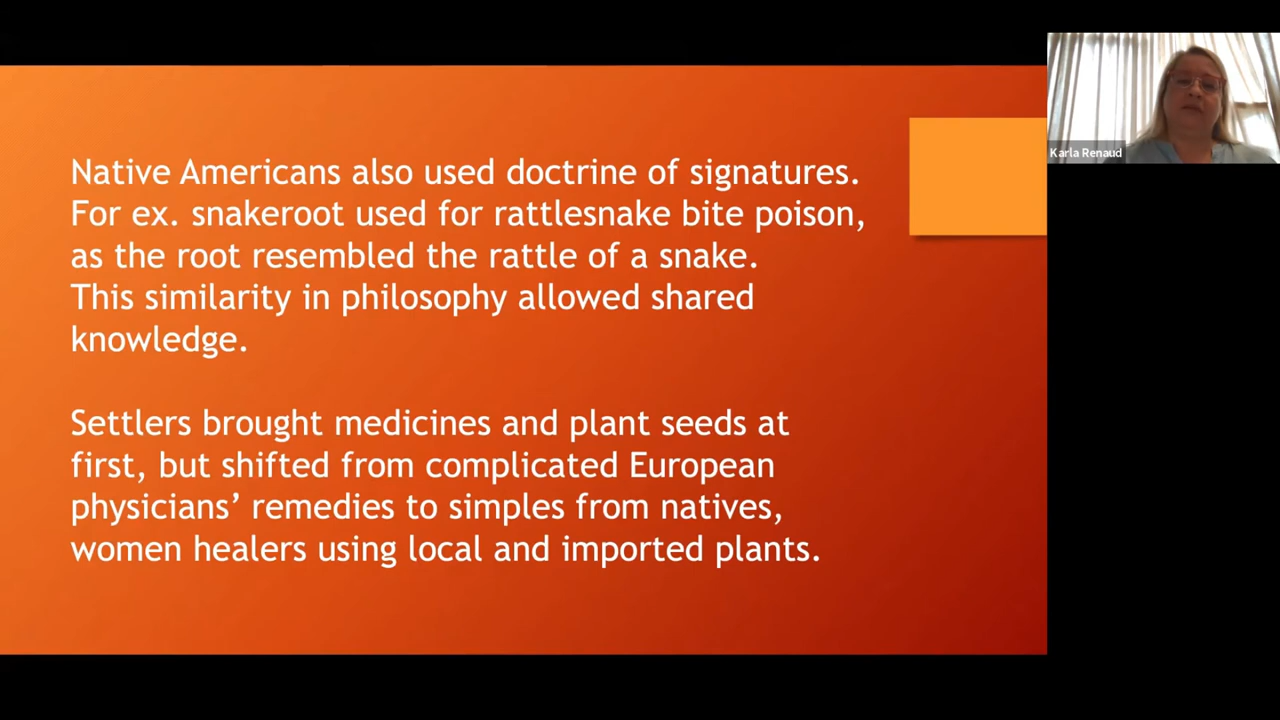 Native Americans also used doctrine of signatures.
For ex. snakeroot used for rattlesnake bite poison,
as the root resembled the rattle of a snake.
This similarity in philosophy allowed shared
knowledge.
Settlers brought medicines and plant seeds at
first, but shifted from complicated European
physicians’ remedies to simples from natives,
women healers using local and imported plants.
Karla Renaud